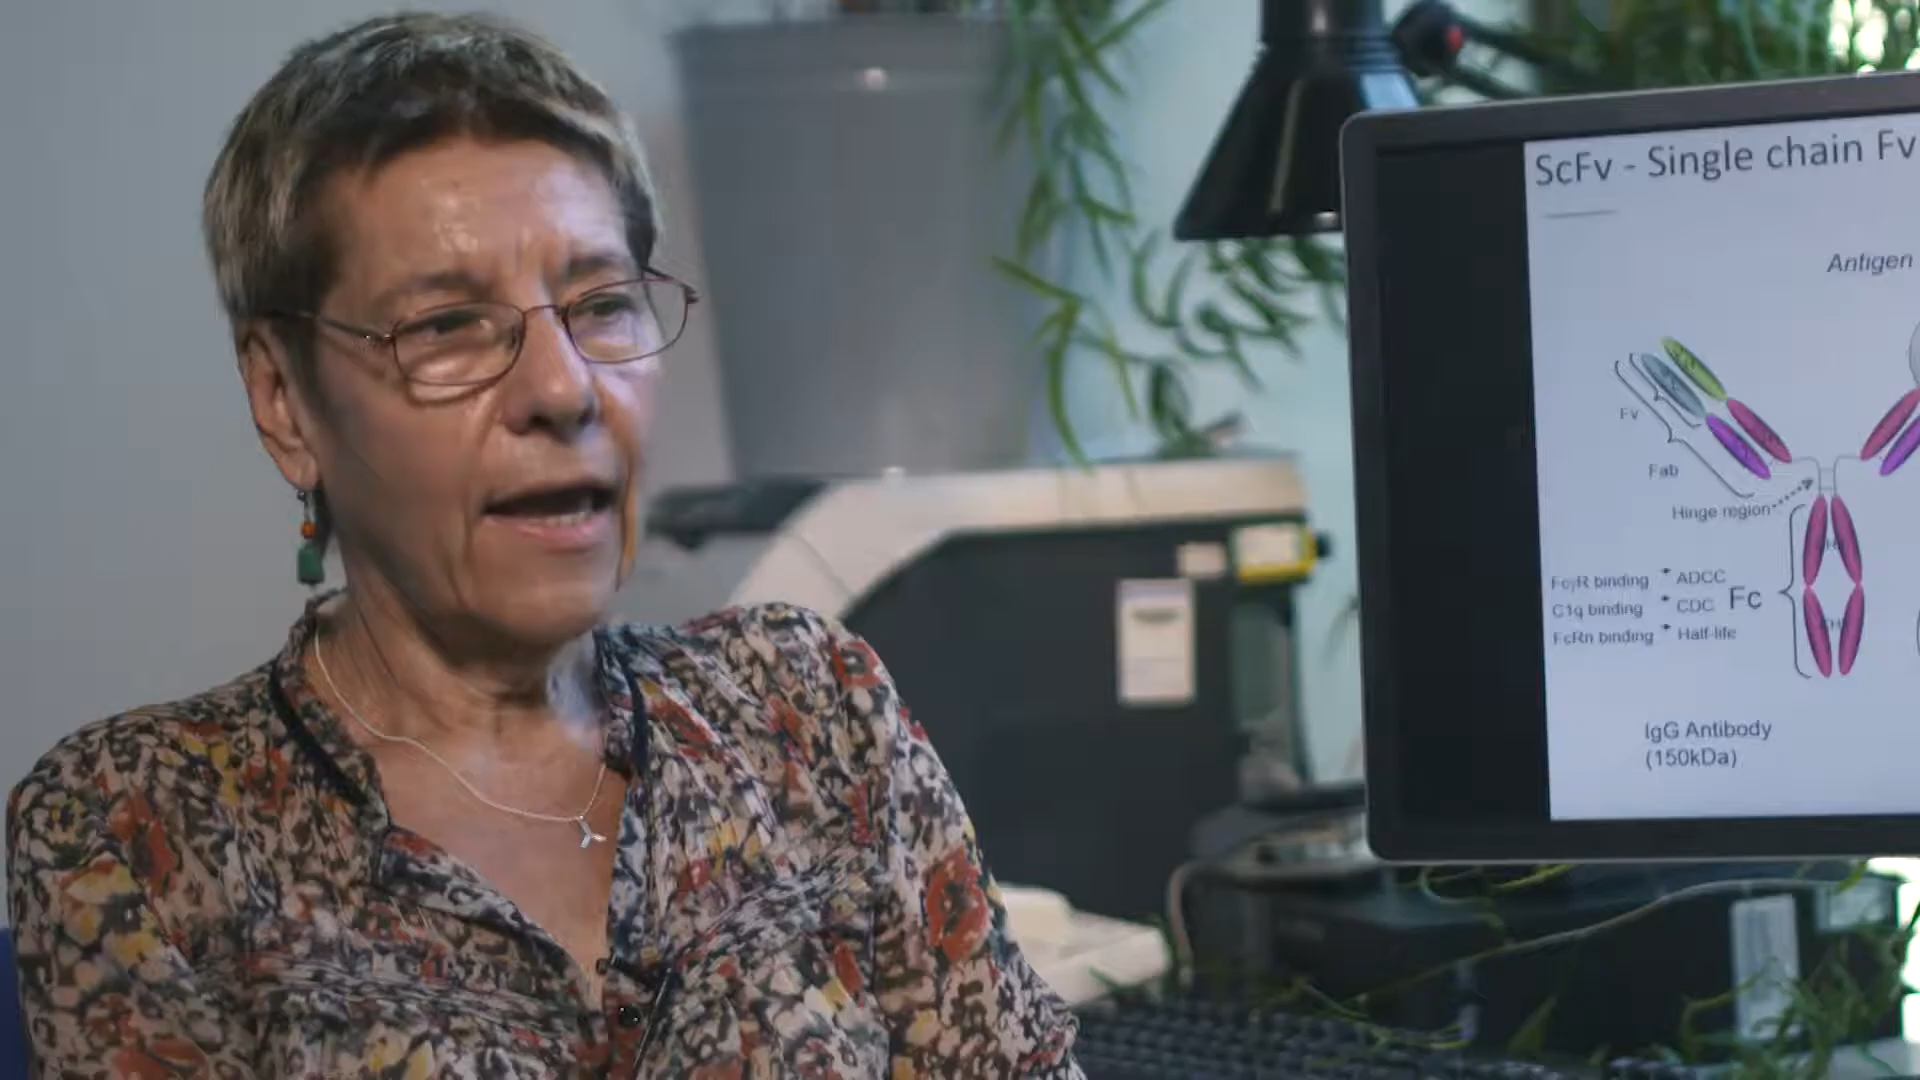 ScFv - Single chain Fv
Antigen
Fv
Fab
Hinge region
FcγR binding
ADCC
C1q binding
CDC
Fc
FcRn binding
Half-life
IgG Antibody
(150kDa)